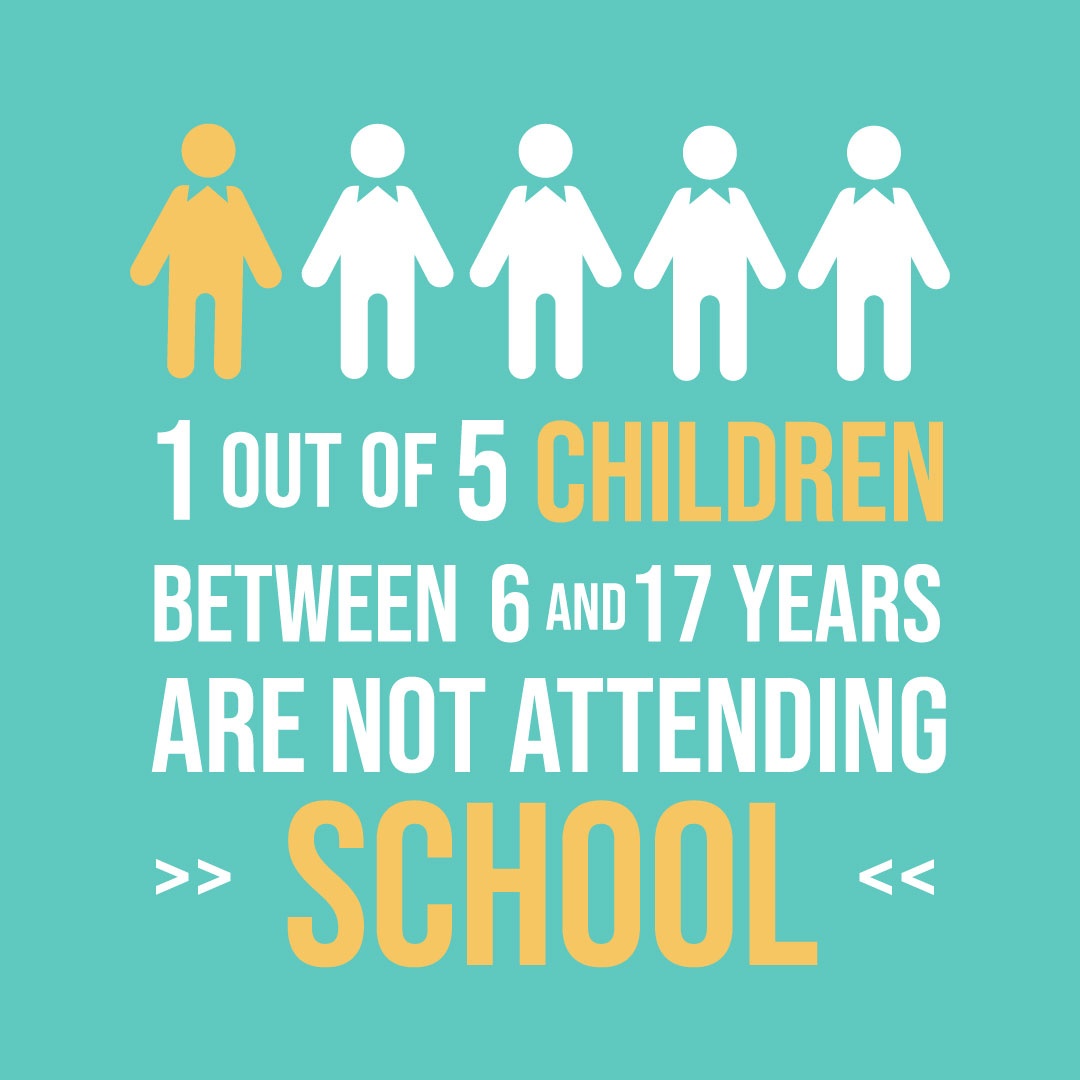 1 OUT OF 5 CHILDREN
BETWEEN 6 AND 17 YEARS
ARE NOT ATTENDING
>> SCHOOL <<